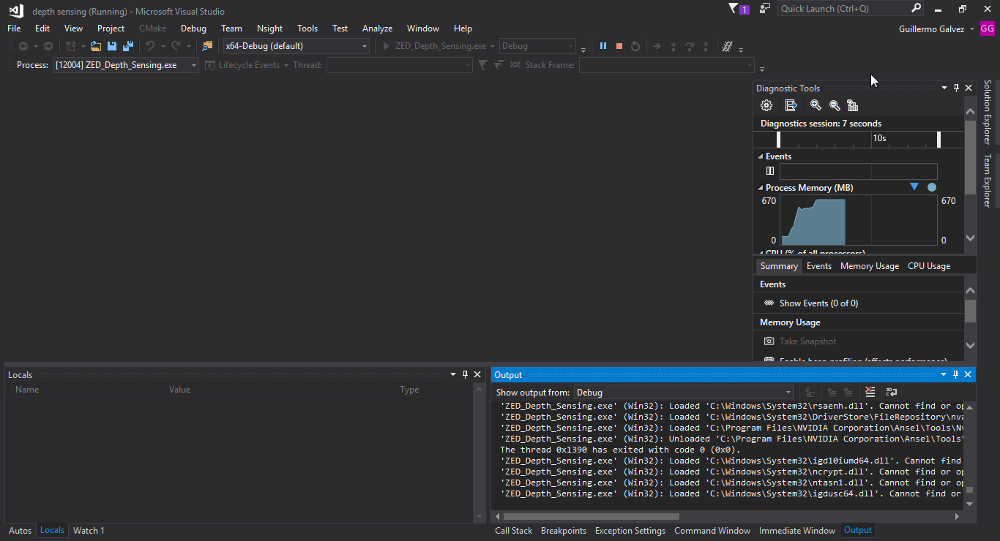 depth sensing (Running) - Microsoft Visual Studio
1
Quick Launch (Ctrl+Q)
File Edit View Project CMake Debug Team Nsight Tools Test Analyze Window Help
Guillermo Galvez GG
x64-Debug (default) ZED_Depth_Sensing.exe Debug
Process: [12004] ZED_Depth_Sensing.exe Lifecycle Events Thread: Stack Frame:
Solution Explorer
Team Explorer
Diagnostic Tools
Diagnostics session: 7 seconds
10s
Events
Process Memory (MB)
670 670
0 0
CPU (% of all processors)
Summary Events Memory Usage CPU Usage
Events
Show Events (0 of 0)
Memory Usage
Take Snapshot
Enable heap profiling (affects performance)
Locals
Name Value Type
Autos Locals Watch 1
Output
Show output from: Debug
'ZED_Depth_Sensing.exe' (Win32): Loaded 'C:\Windows\System32\rsaenh.dll'. Cannot find or op
'ZED_Depth_Sensing.exe' (Win32): Loaded 'C:\Windows\System32\DriverStore\FileRepository\nva
'ZED_Depth_Sensing.exe' (Win32): Loaded 'C:\Program Files\NVIDIA Corporation\Ansel\Tools\Nv
'ZED_Depth_Sensing.exe' (Win32): Unloaded 'C:\Program Files\NVIDIA Corporation\Ansel\Tools\
The thread 0x1390 has exited with code 0 (0x0).
'ZED_Depth_Sensing.exe' (Win32): Loaded 'C:\Windows\System32\igd10iumd64.dll'. Cannot find
'ZED_Depth_Sensing.exe' (Win32): Loaded 'C:\Windows\System32\ncrypt.dll'. Cannot find or op
'ZED_Depth_Sensing.exe' (Win32): Loaded 'C:\Windows\System32\ntasn1.dll'. Cannot find or op
'ZED_Depth_Sensing.exe' (Win32): Loaded 'C:\Windows\System32\igdusc64.dll'. Cannot find or
Call Stack Breakpoints Exception Settings Command Window Immediate Window Output